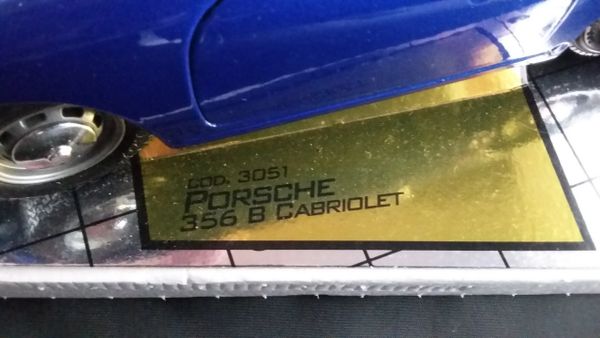 COD. 3051
PORSCHE
356 B CABRIOLET